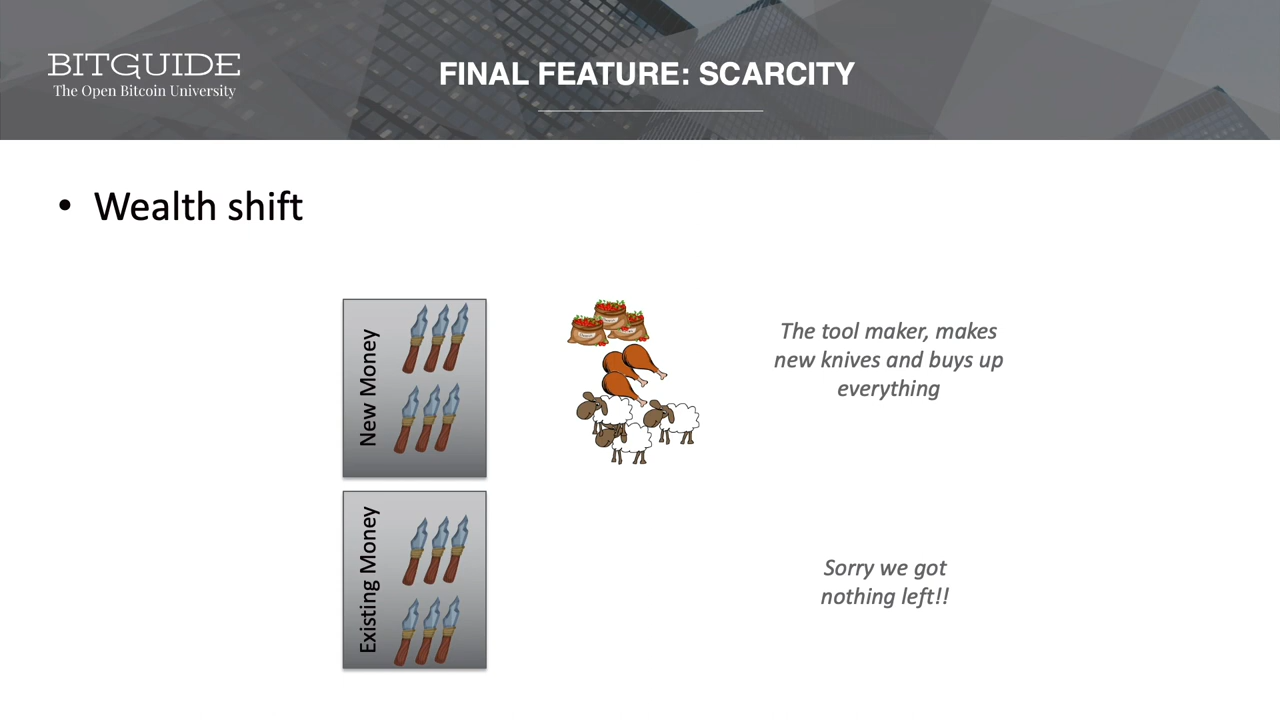 BITGUIDE
The Open Bitcoin University
FINAL FEATURE: SCARCITY
• Wealth shift
New Money
The tool maker, makes
new knives and buys up
everything
Existing Money
Sorry we got
nothing left!!